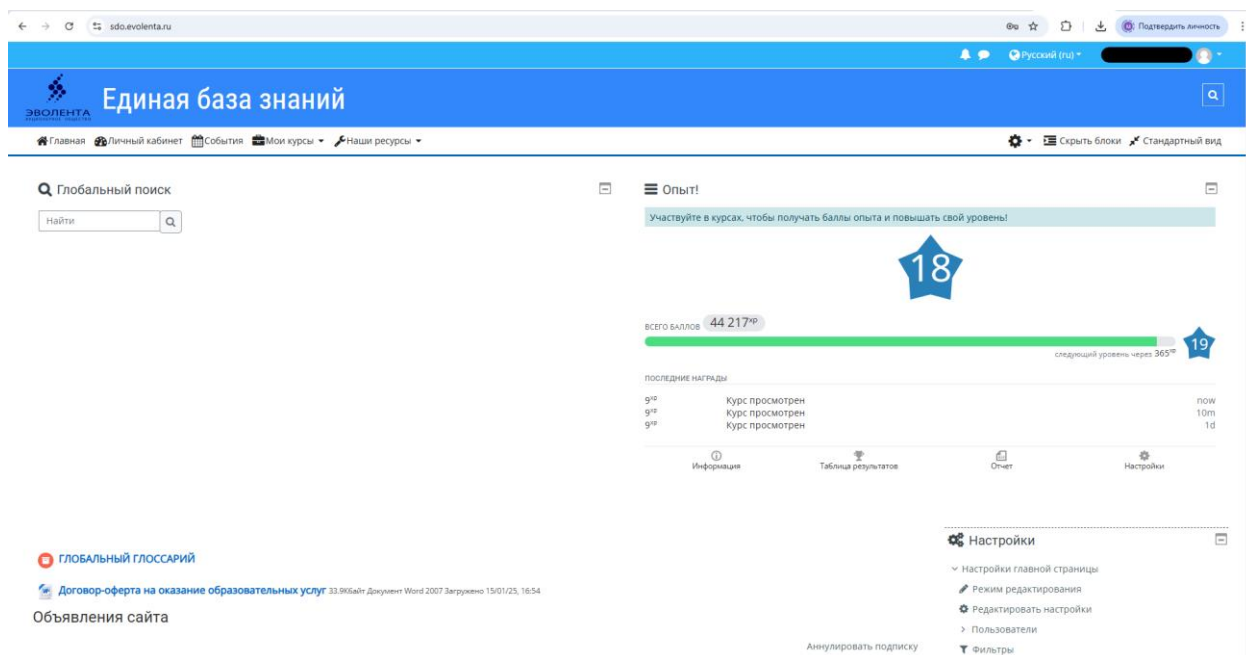 sdo.evolenta.ru
Подтвердить личность
Русский (ru)
ЭВОЛЕНТА
Единая база знаний
Главная Личный кабинет События Мои курсы Наши ресурсы
Скрыть блоки Стандартный вид
Глобальный поиск
Найти
Опыт!
Участвуйте в курсах, чтобы получать баллы опыта и повышать свой уровень!
18
ВСЕГО БАЛЛОВ 44 217xp
19
следующий уровень через 365xp
ПОСЛЕДНИЕ НАГРАДЫ
9xp Курс просмотрен now
9xp Курс просмотрен 10m
9xp Курс просмотрен 1d
Информация Таблица результатов Отчет Настройки
ГЛОБАЛЬНЫЙ ГЛОССАРИЙ
Договор-оферта на оказание образовательных услуг 33.9Кбайт Документ Word 2007 Загружено 15/01/25, 16:54
Объявления сайта
Аннулировать подписку
Настройки
Настройки главной страницы
Режим редактирования
Редактировать настройки
Пользователи
Фильтры